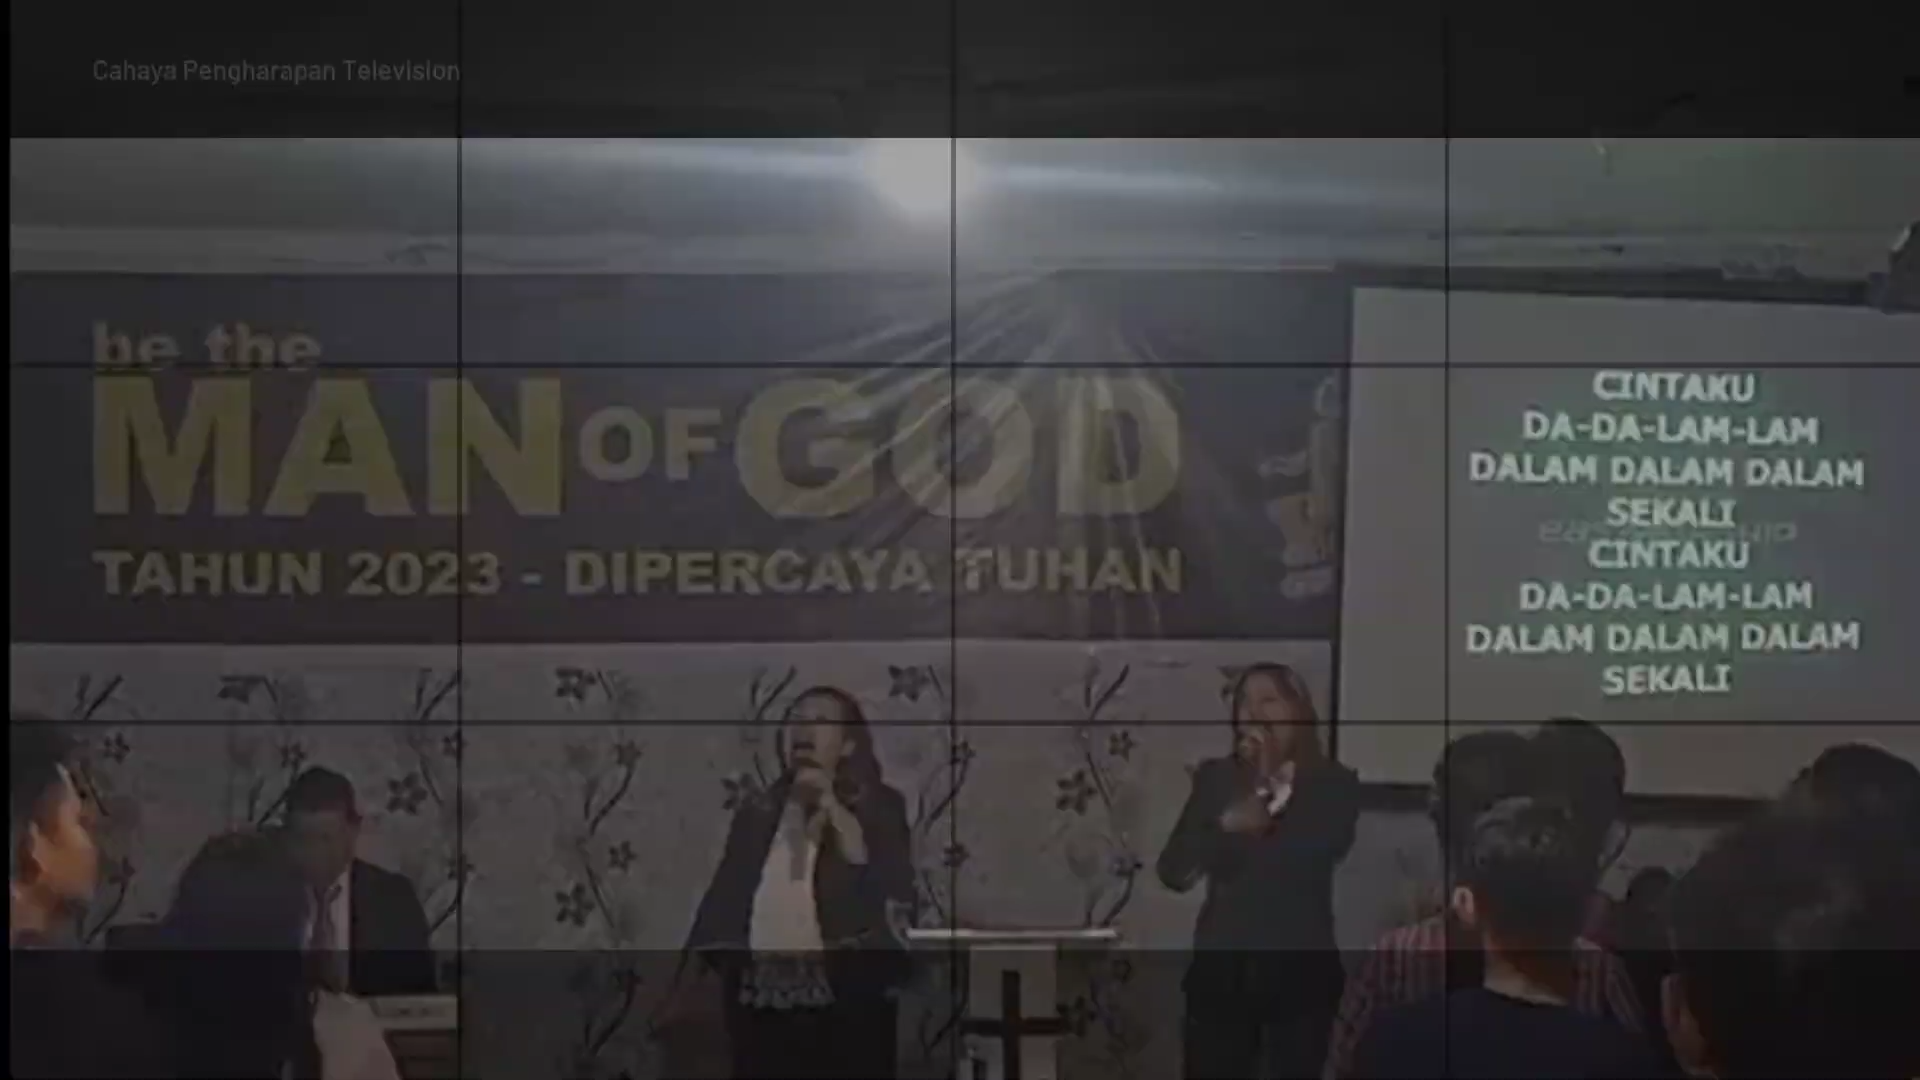 Cahaya Pengharapan Television
be the
MAN OF GOD
TAHUN 2023 - DIPERCAYA TUHAN
CINTAKU
DA-DA-LAM-LAM
DALAM DALAM DALAM
SEKALI
CINTAKU
DA-DA-LAM-LAM
DALAM DALAM DALAM
SEKALI